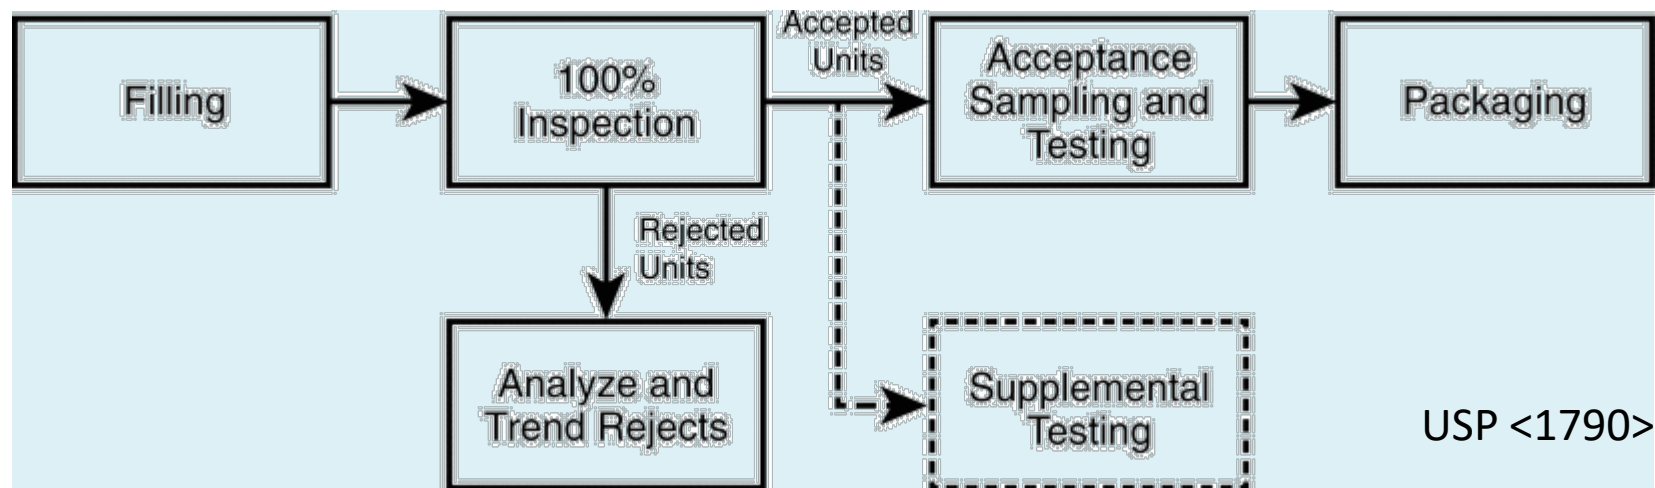 Filling
100%
Inspection
Accepted
Units
Acceptance
Sampling and
Testing
Packaging
Rejected
Units
Analyze and
Trend Rejects
Supplemental
Testing
USP <1790>